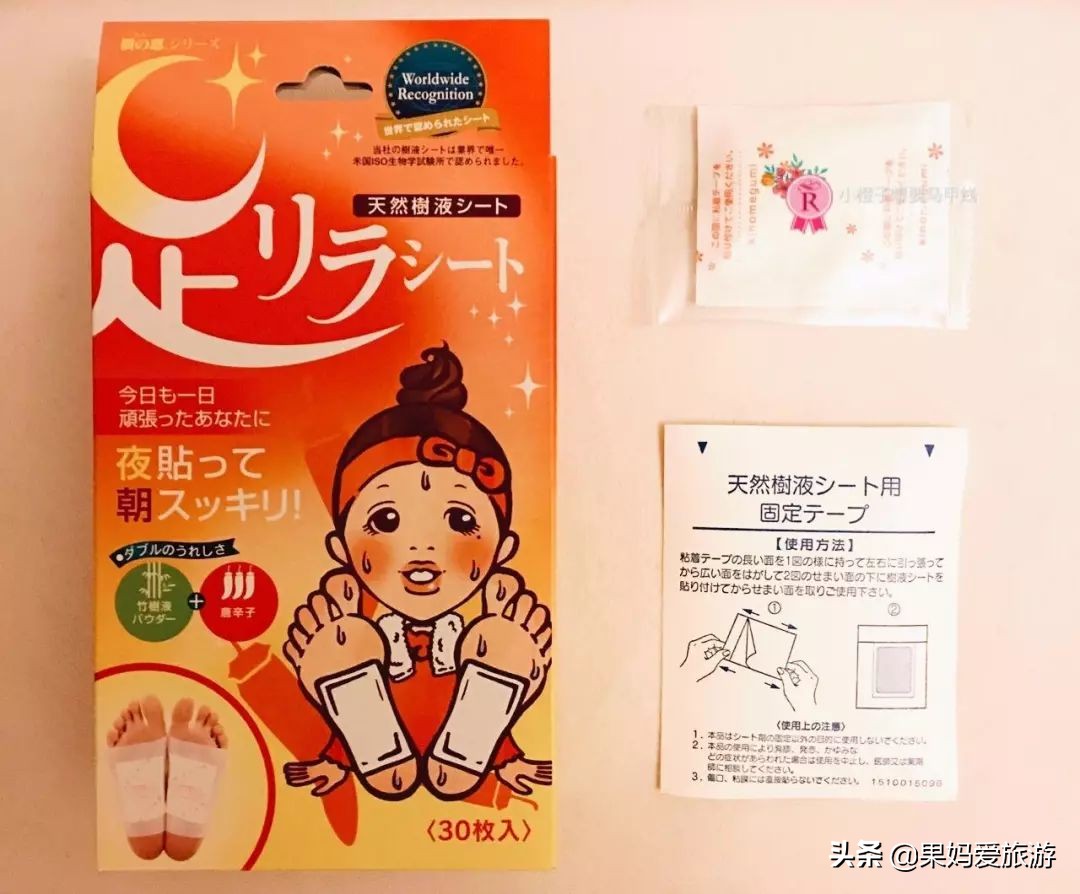 樹の恵シリーズ
Worldwide
Recognition
世界で認められたシート
当社の樹液シートは業界で唯一
米国ISO生物学試験所で認められました。
天然樹液シート
足リラシート
今日も一日
頑張ったあなたに
夜貼って
朝スッキリ!
ダブルのうれしさ
竹樹液
パウダー
+
唐辛子
〈30枚入〉
R
kinomegumi
天然樹液シート用
固定テープ
【使用方法】
粘着テープの長い面を1図の様に持って左右に引っ張って
から広い面をはがして2図のせまい面の下に樹液シートを
貼り付けてからせまい面を取りご使用下さい。
① ②
〈使用上の注意〉
1. 本品はシート剤の固定以外の目的に使用しないでください。
2. 本品の使用により発疹、発赤、かゆみな
どの症状があらわれた場合は使用を中止し、医師又は薬剤
師に相談してください。
3. 傷口、粘膜には直接貼らないでください。 1510015098
头条 @果妈爱旅游